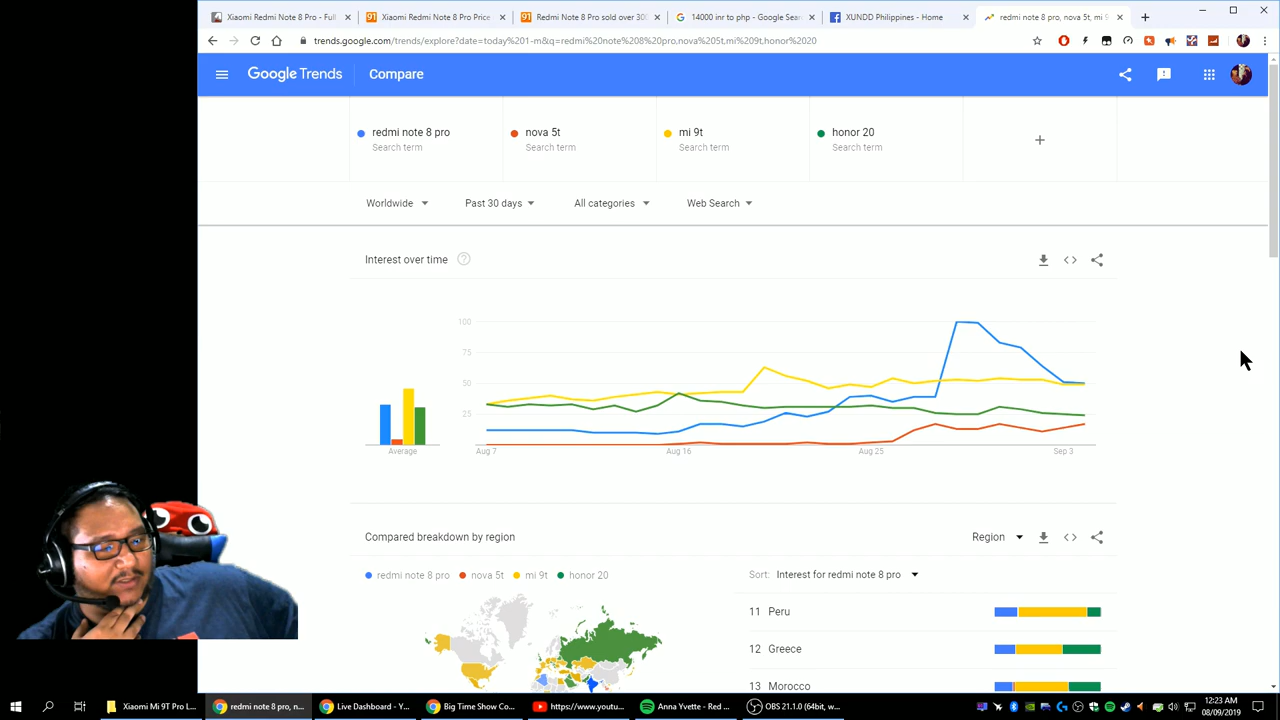 Xiaomi Redmi Note 8 Pro - Full
Xiaomi Redmi Note 8 Pro Price
Redmi Note 8 Pro sold over 300
14000 inr to php - Google Sear
XUNDD Philipines - Home
redmi note 8 pro, nova 5t, mi 9
trends.google.com/trends/explore?date=today%201-m&q=redmi%20note%208%20pro,nova%205t,mi%209t,honor%2020
Google Trends
Compare
redmi note 8 pro
Search term
nova 5t
Search term
mi 9t
Search term
honor 20
Search term
+
Worldwide
Past 30 days
All categories
Web Search
Interest over time
?
100
75
50
25
Average
Aug 7
Aug 16
Aug 25
Sep 3
Compared breakdown by region
Region
redmi note 8 pro
nova 5t
mi 9t
honor 20
Sort: Interest for redmi note 8 pro
11 Peru
12 Greece
13 Morocco
Xiaomi Mi 9T Pro L...
redmi note 8 pro, n...
Live Dashboard - Y...
Big Time Show Co...
https://www.youtu...
Anna Yvette - Red ...
OBS 21.1.0 (64bit, w...
12:23 AM
08/09/2019